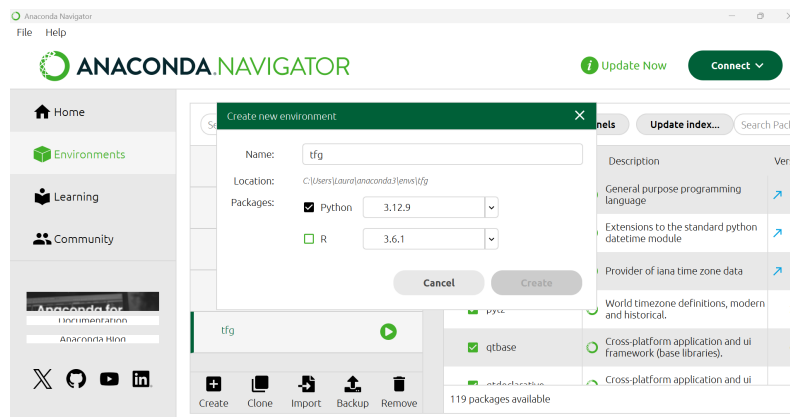 Anaconda Navigator
File Help
ANACONDA.NAVIGATOR
i Update Now
Connect
Home
Environments
Learning
Community
Anaconda for
Documentation
Anaconda Blog
Create new environment
Name: tfg
Location: C:\Users\Laura\anaconda3\envs\tfg
Packages: Python 3.12.9
R 3.6.1
Cancel Create
Update index...
Description
General purpose programming
language
Extensions to the standard python
datetime module
Provider of iana time zone data
pytz
World timezone definitions, modern
and historical.
tfg
qtbase
Cross-platform application and ui
framework (base libraries).
qtdeclarative
Cross-platform application and ui
Create Clone Import Backup Remove
119 packages available